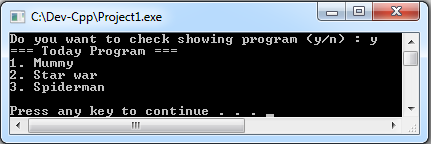 C:\Dev-Cpp\Project1.exe
Do you want to check showing program (y/n) : y
=== Today Program ===
1. Mummy
2. Star war
3. Spiderman
Press any key to continue . . . _